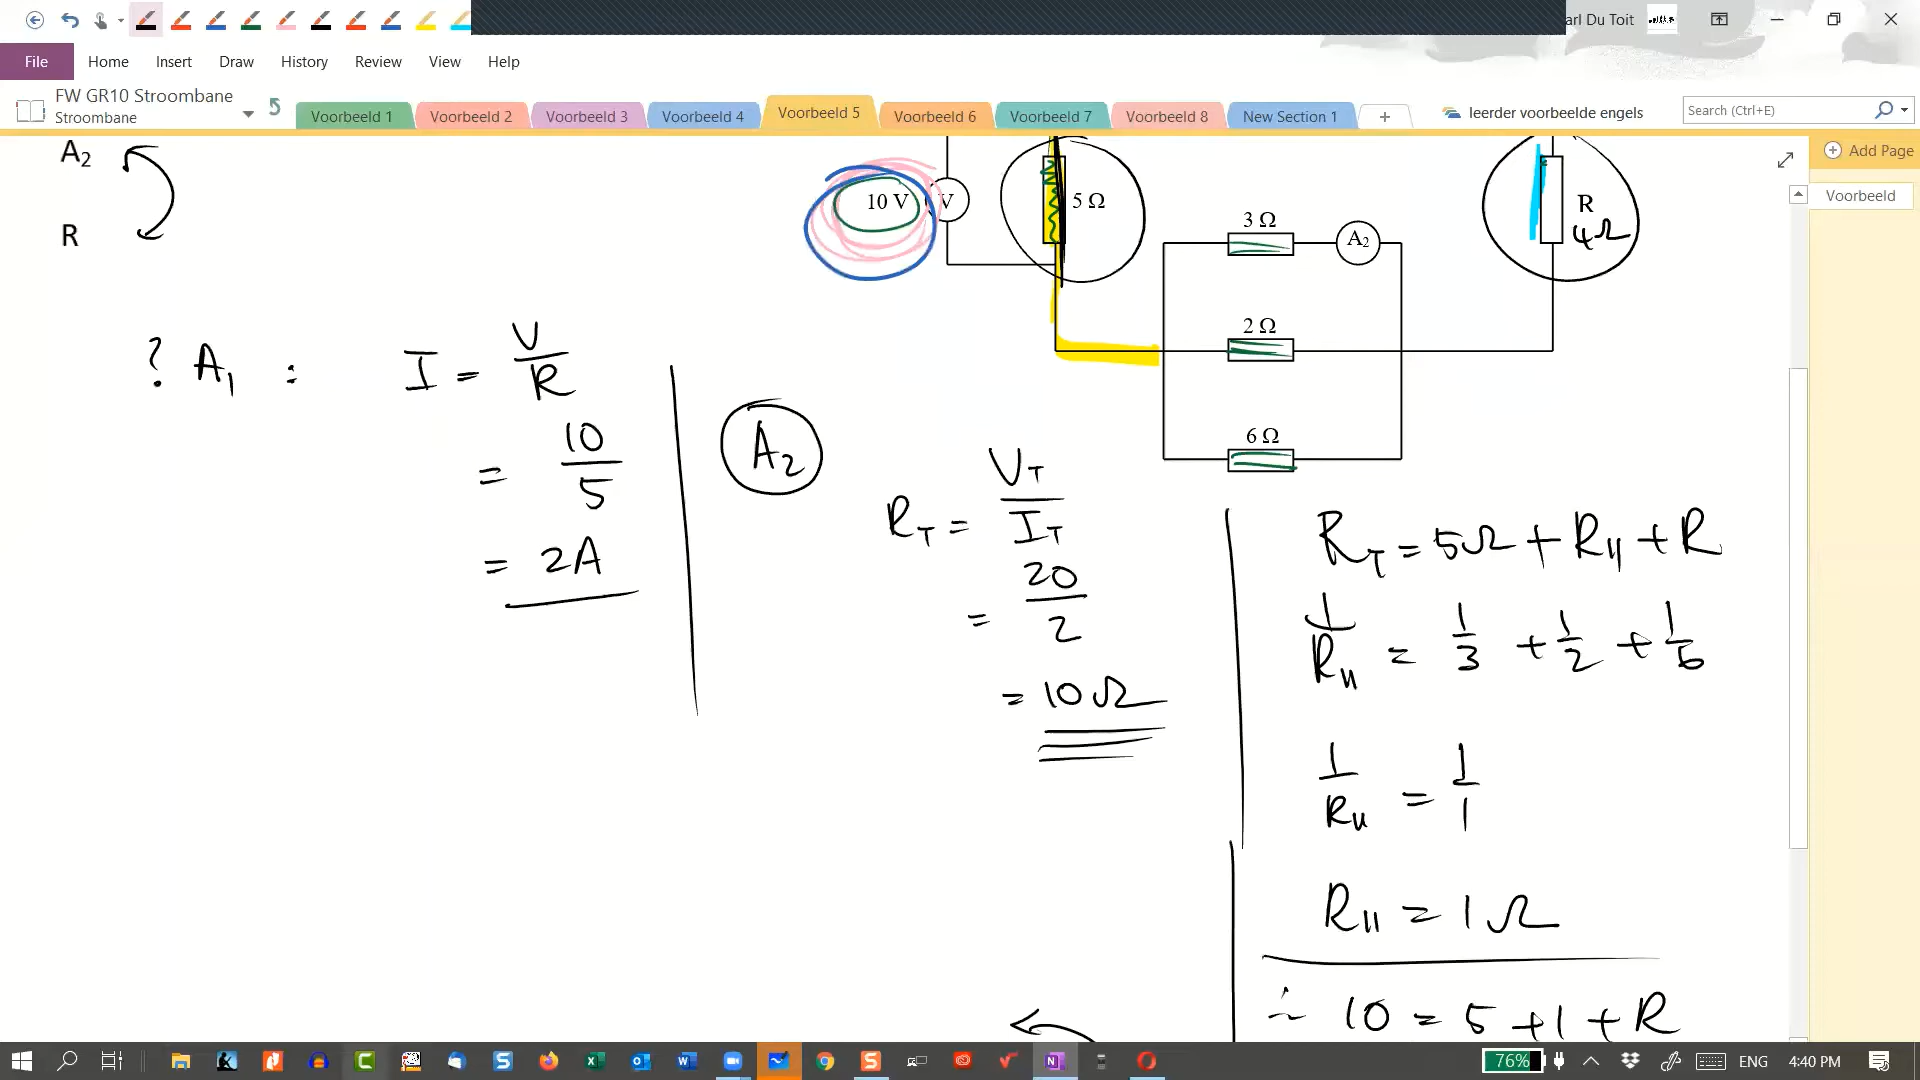 arl Du Toit
File Home Insert Draw History Review View Help
FW GR10 Stroombane
Stroombane
Voorbeeld 1 Voorbeeld 2 Voorbeeld 3 Voorbeeld 4 Voorbeeld 5 Voorbeeld 6 Voorbeeld 7 Voorbeeld 8 New Section 1 +
leerder voorbeelde engels
Search (Ctrl+E)
Add Page
Voorbeeld
A2
R
10 V
V
5 Ω
3 Ω
A2
R
4Ω
2 Ω
6 Ω
? A1 : I = V/R
= 10/5
= 2A
A2
RT = VT/IT
= 20/2
= 10Ω
RT = 5Ω + R|| + R
1/R|| = 1/3 + 1/2 + 1/6
1/R|| = 1/1
R|| = 1Ω
∴ 10 = 5 + 1 + R
76%
ENG
4:40 PM